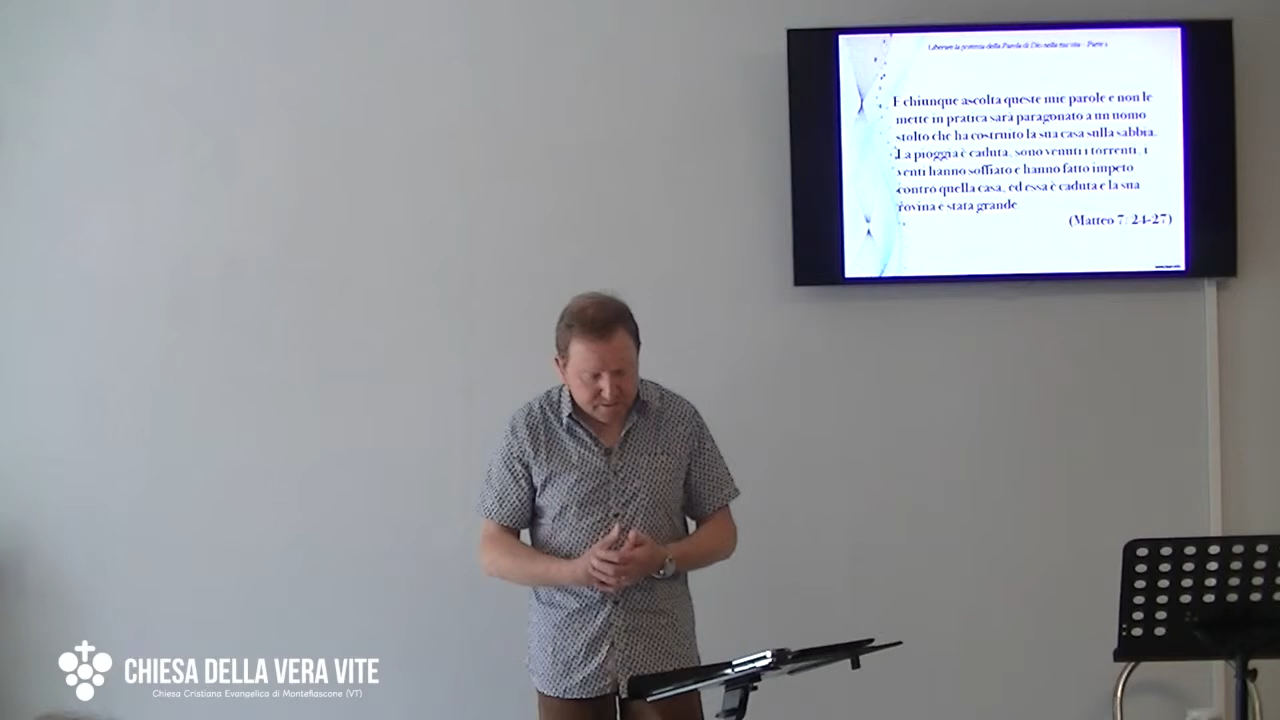 Liberare la potenza della Parola di Dio nella tua vita - Parte 1
E chiunque ascolta queste mie parole e non le
mette in pratica sarà paragonato a un uomo
stolto che ha costruito la sua casa sulla sabbia.
La pioggia è caduta, sono venuti i torrenti, i
venti hanno soffiato e hanno fatto impeto
contro quella casa, ed essa è caduta e la sua
rovina è stata grande
(Matteo 7: 24-27)
CHIESA DELLA VERA VITE
Chiesa Cristiana Evangelica di Montefiascone (VT)